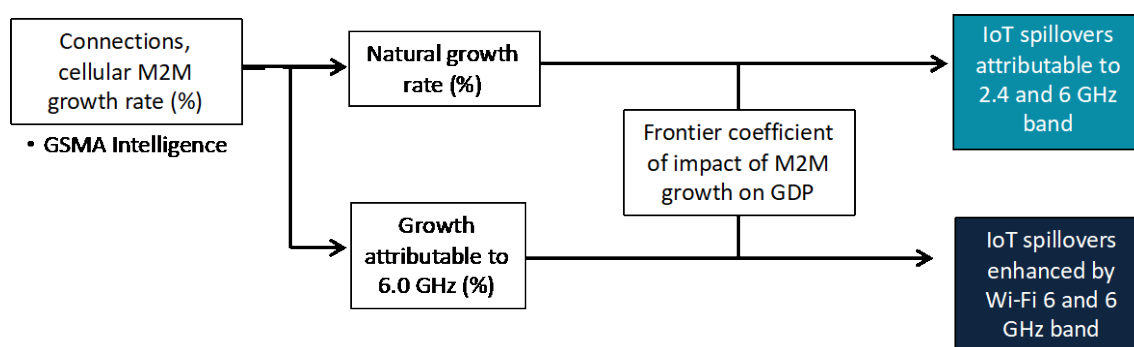 Connections,
cellular M2M
growth rate (%)
• GSMA Intelligence
Natural growth
rate (%)
Growth
attributable to
6.0 GHz (%)
Frontier coefficient
of impact of M2M
growth on GDP
IoT spillovers
attributable to
2.4 and 6 GHz
band
IoT spillovers
enhanced by
Wi-Fi 6 and 6
GHz band